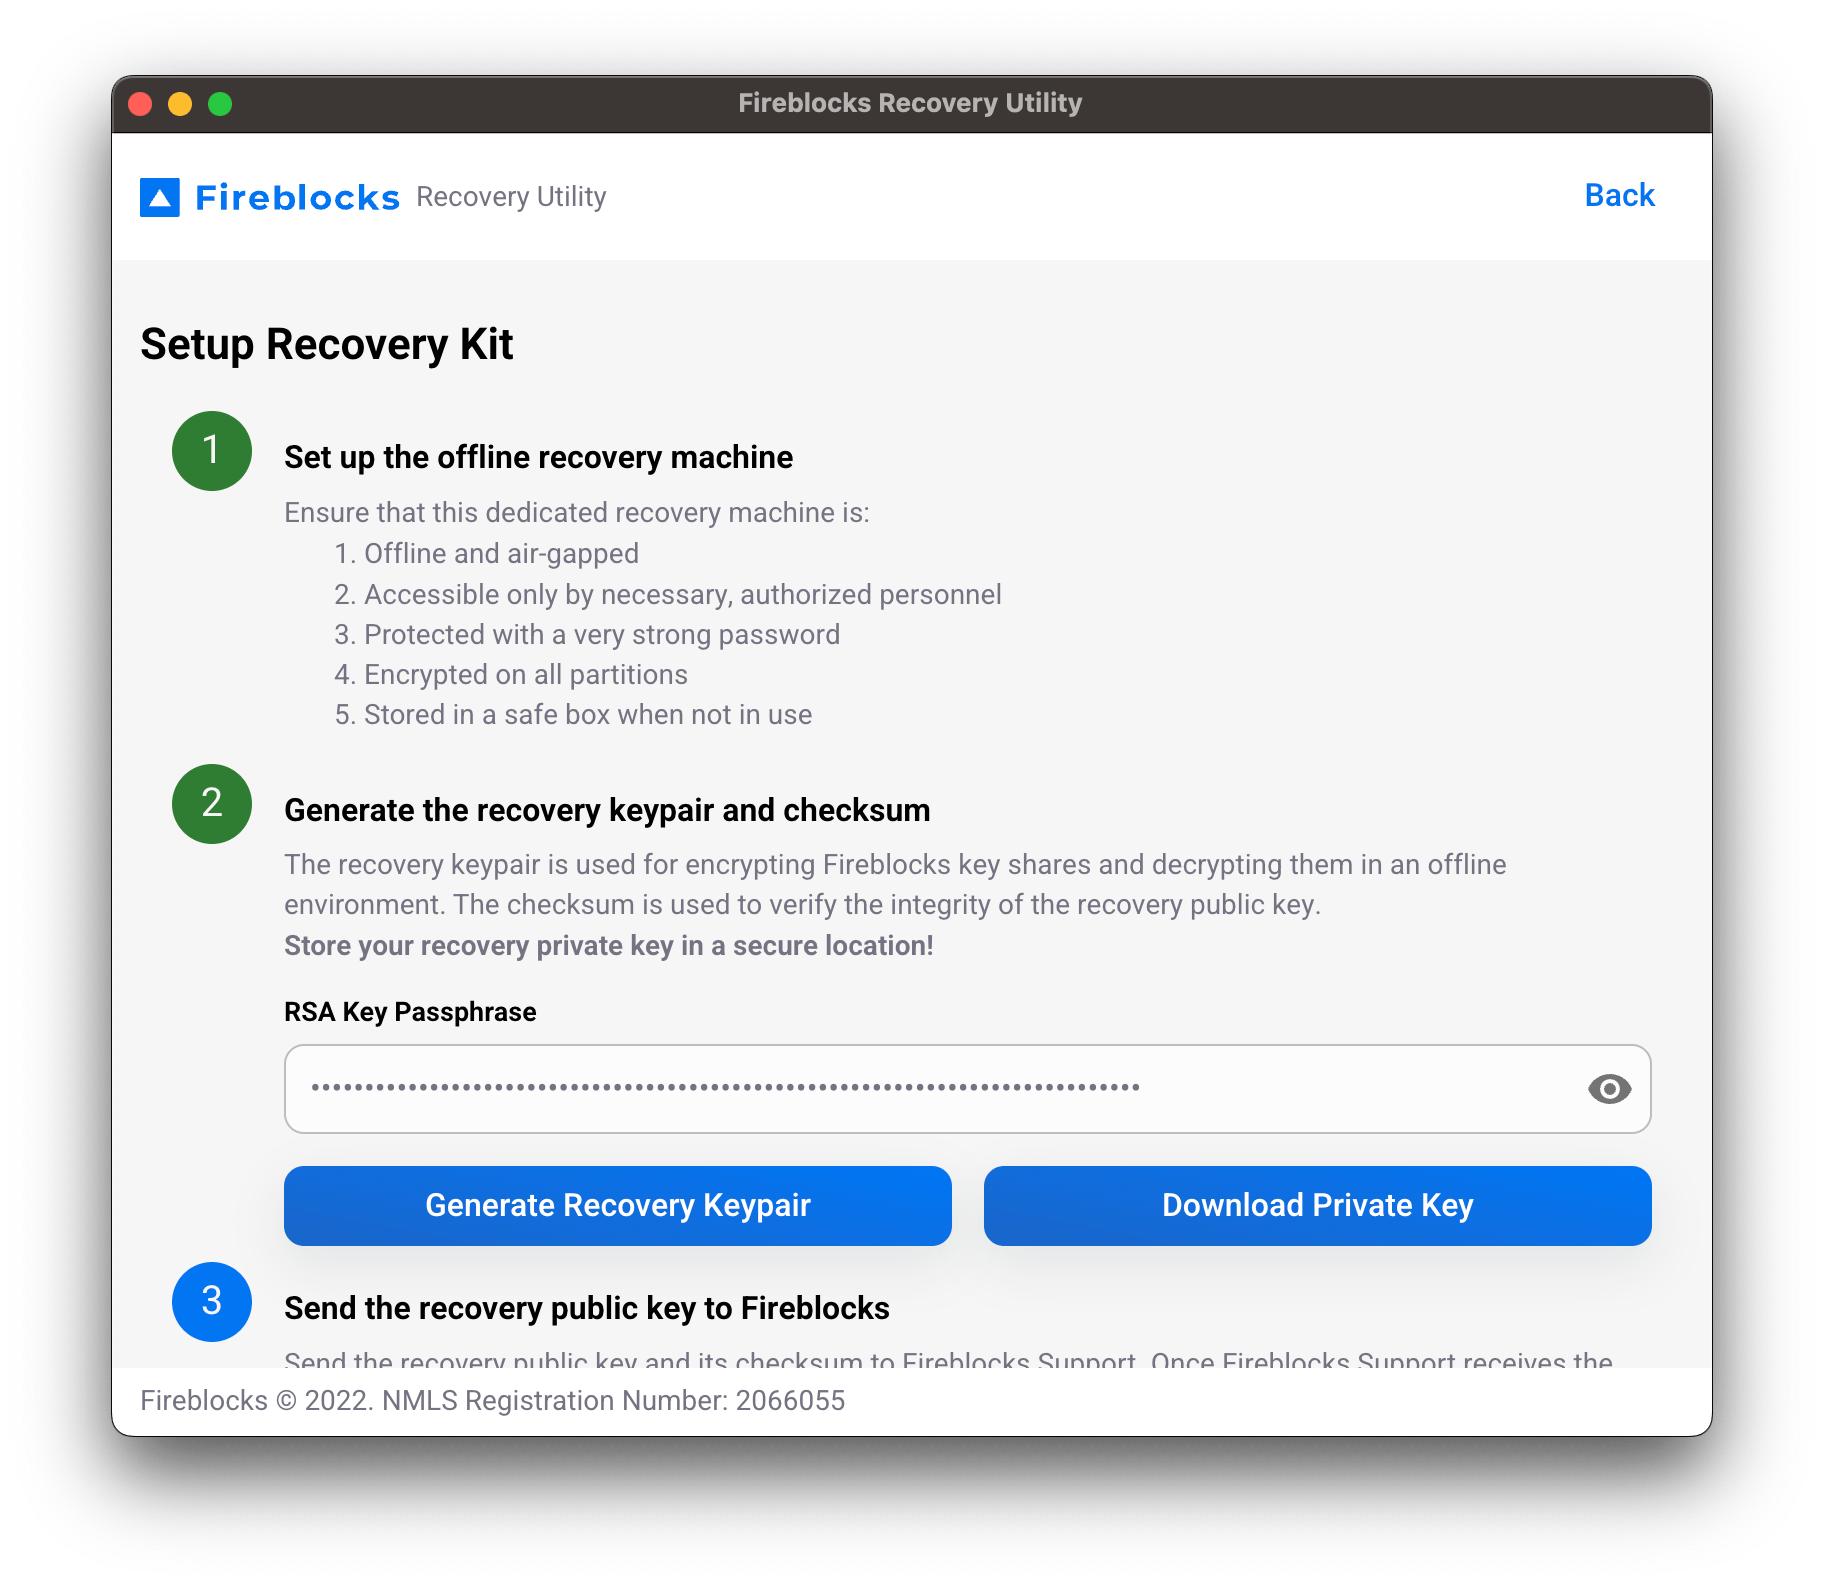 Fireblocks Recovery Utility
Fireblocks Recovery Utility
Back
Setup Recovery Kit
1
Set up the offline recovery machine
Ensure that this dedicated recovery machine is:
1. Offline and air-gapped
2. Accessible only by necessary, authorized personnel
3. Protected with a very strong password
4. Encrypted on all partitions
5. Stored in a safe box when not in use
2
Generate the recovery keypair and checksum
The recovery keypair is used for encrypting Fireblocks key shares and decrypting them in an offline
environment. The checksum is used to verify the integrity of the recovery public key.
Store your recovery private key in a secure location!
RSA Key Passphrase
Generate Recovery Keypair
Download Private Key
3
Send the recovery public key to Fireblocks
Send the recovery public key and its checksum to Fireblocks Support. Once Fireblocks Support receives the
Fireblocks © 2022. NMLS Registration Number: 2066055